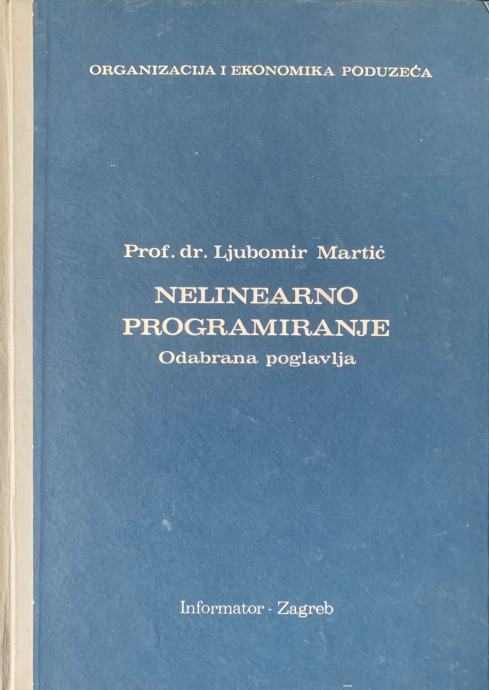 ORGANIZACIJA I EKONOMIKA PODUZEĆA
Prof. dr. Ljubomir Martić
NELINEARNO
PROGRAMIRANJE
Odabrana poglavlja
Informator - Zagreb